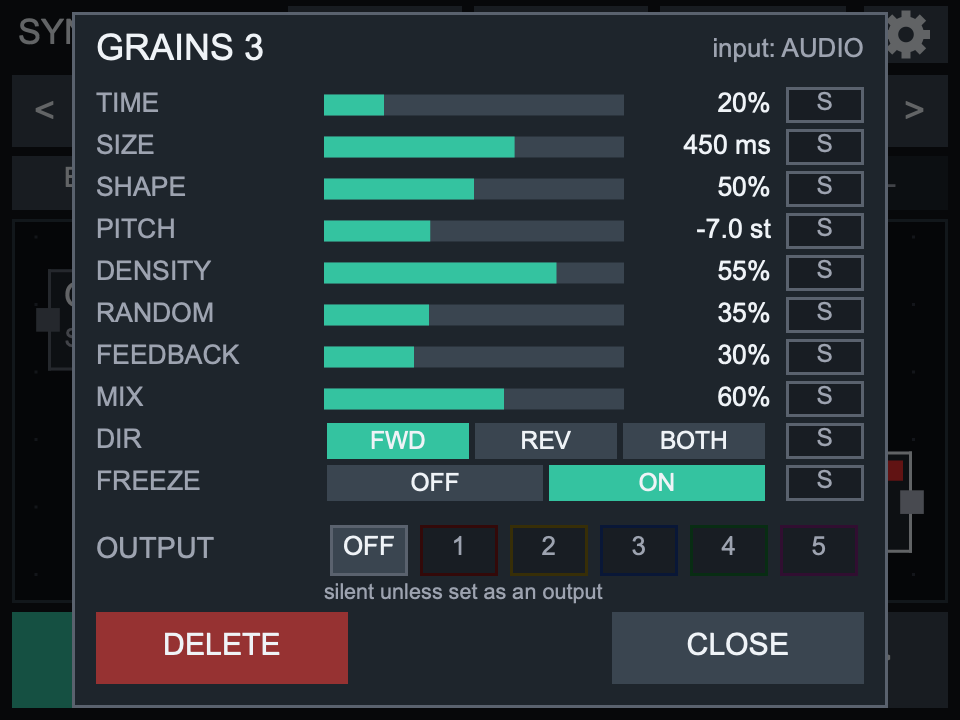 SYN
GRAINS 3
input: AUDIO
<
>
TIME 20% S
SIZE 450 ms S
SHAPE 50% S
PITCH -7.0 st S
DENSITY 55% S
RANDOM 35% S
FEEDBACK 30% S
MIX 60% S
DIR FWD REV BOTH S
FREEZE OFF ON S
OUTPUT OFF 1 2 3 4 5
silent unless set as an output
DELETE CLOSE